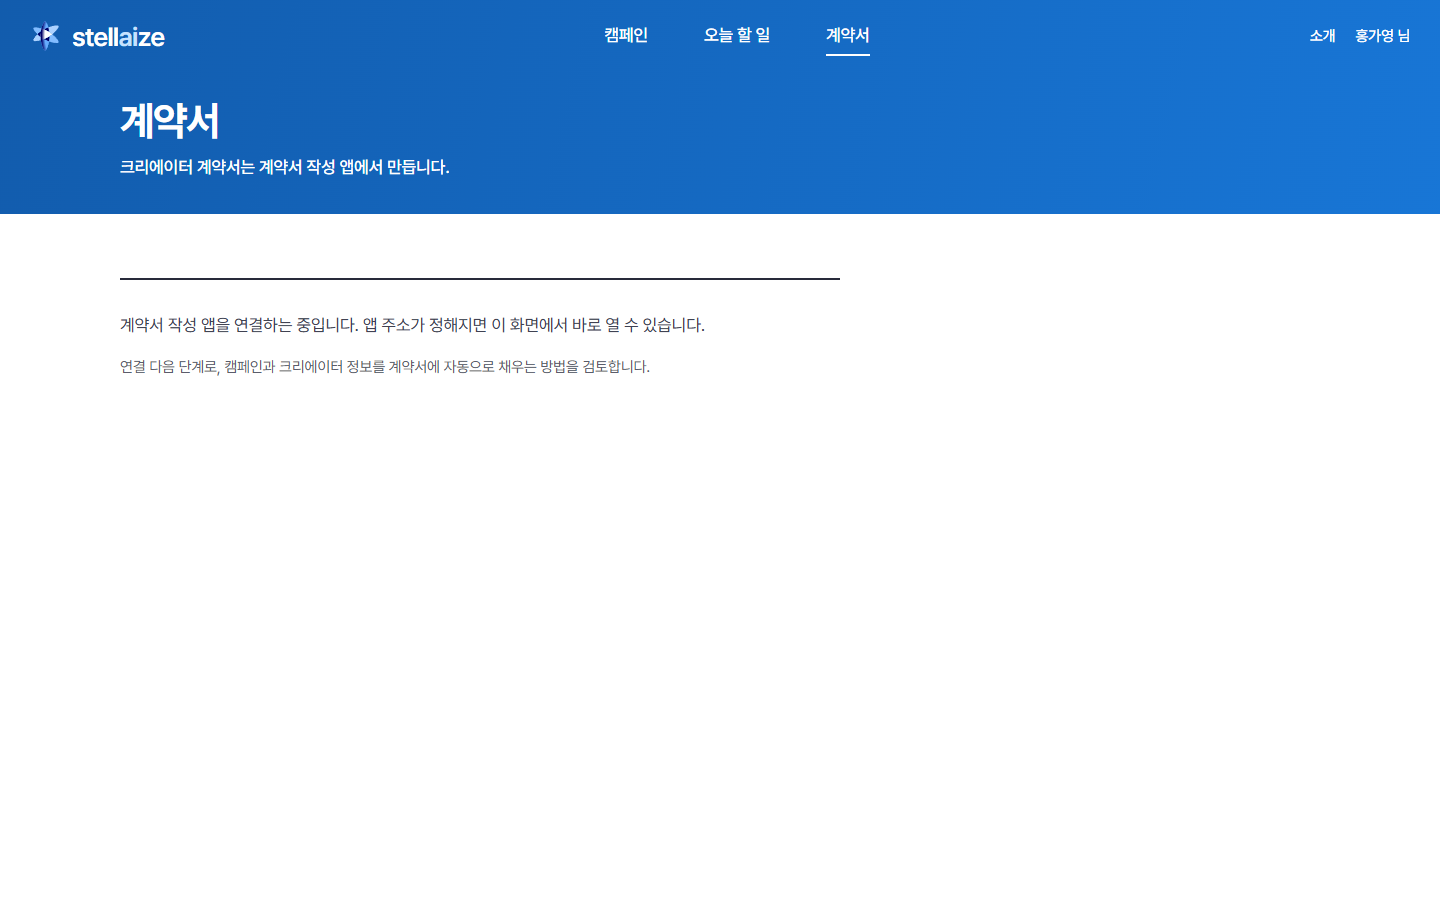 stellaize
캠페인
오늘 할 일
계약서
소개
홍가영 님
계약서
크리에이터 계약서는 계약서 작성 앱에서 만듭니다.
계약서 작성 앱을 연결하는 중입니다. 앱 주소가 정해지면 이 화면에서 바로 열 수 있습니다.
연결 다음 단계로, 캠페인과 크리에이터 정보를 계약서에 자동으로 채우는 방법을 검토합니다.